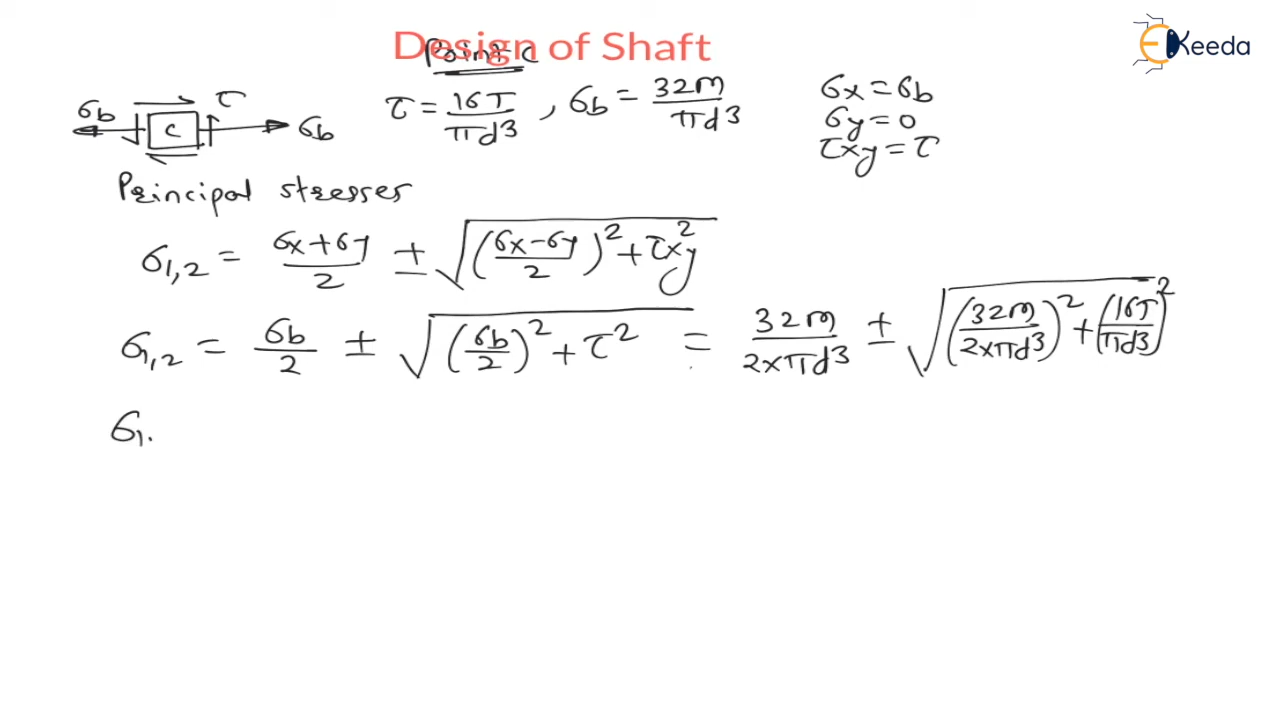 Design of Shaft
Point C
EKeeda
σb τ C σb
τ = 16T/πd³ , σb = 32M/πd³
σx = σb
σy = 0
τxy = τ
Principal stresses
σ1,2 = (σx+σy)/2 ± √(((σx−σy)/2)² + τxy²)
σ1,2 = σb/2 ± √((σb/2)² + τ²) = 32M/(2×πd³) ± √((32M/(2×πd³))² + (16T/πd³)²)
σ1.